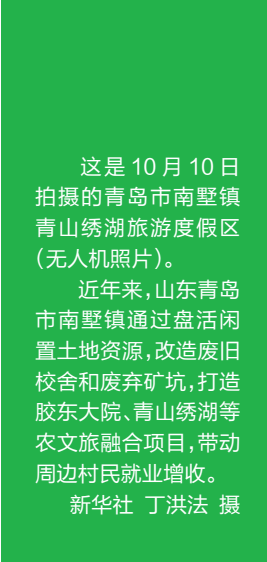 这是 10 月 10 日
拍摄的青岛市南墅镇
青山绣湖旅游度假区
（无人机照片）。
近年来，山东青岛
市南墅镇通过盘活闲
置土地资源，改造废旧
校舍和废弃矿坑，打造
胶东大院、青山绣湖等
农文旅融合项目，带动
周边村民就业增收。
新华社 丁洪法 摄